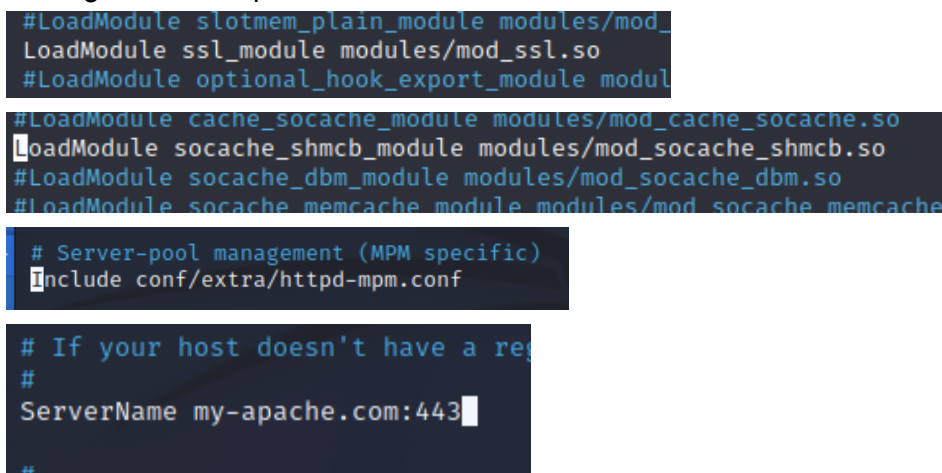 #LoadModule slotmem_plain_module modules/mod_
LoadModule ssl_module modules/mod_ssl.so
#LoadModule optional_hook_export_module modul
#LoadModule cache_socache_module modules/mod_cache_socache.so
LoadModule socache_shmcb_module modules/mod_socache_shmcb.so
#LoadModule socache_dbm_module modules/mod_socache_dbm.so
#LoadModule socache_memcache_module modules/mod_socache_memcache
# Server-pool management (MPM specific)
Include conf/extra/httpd-mpm.conf
# If your host doesn't have a reg
#
ServerName my-apache.com:443
#